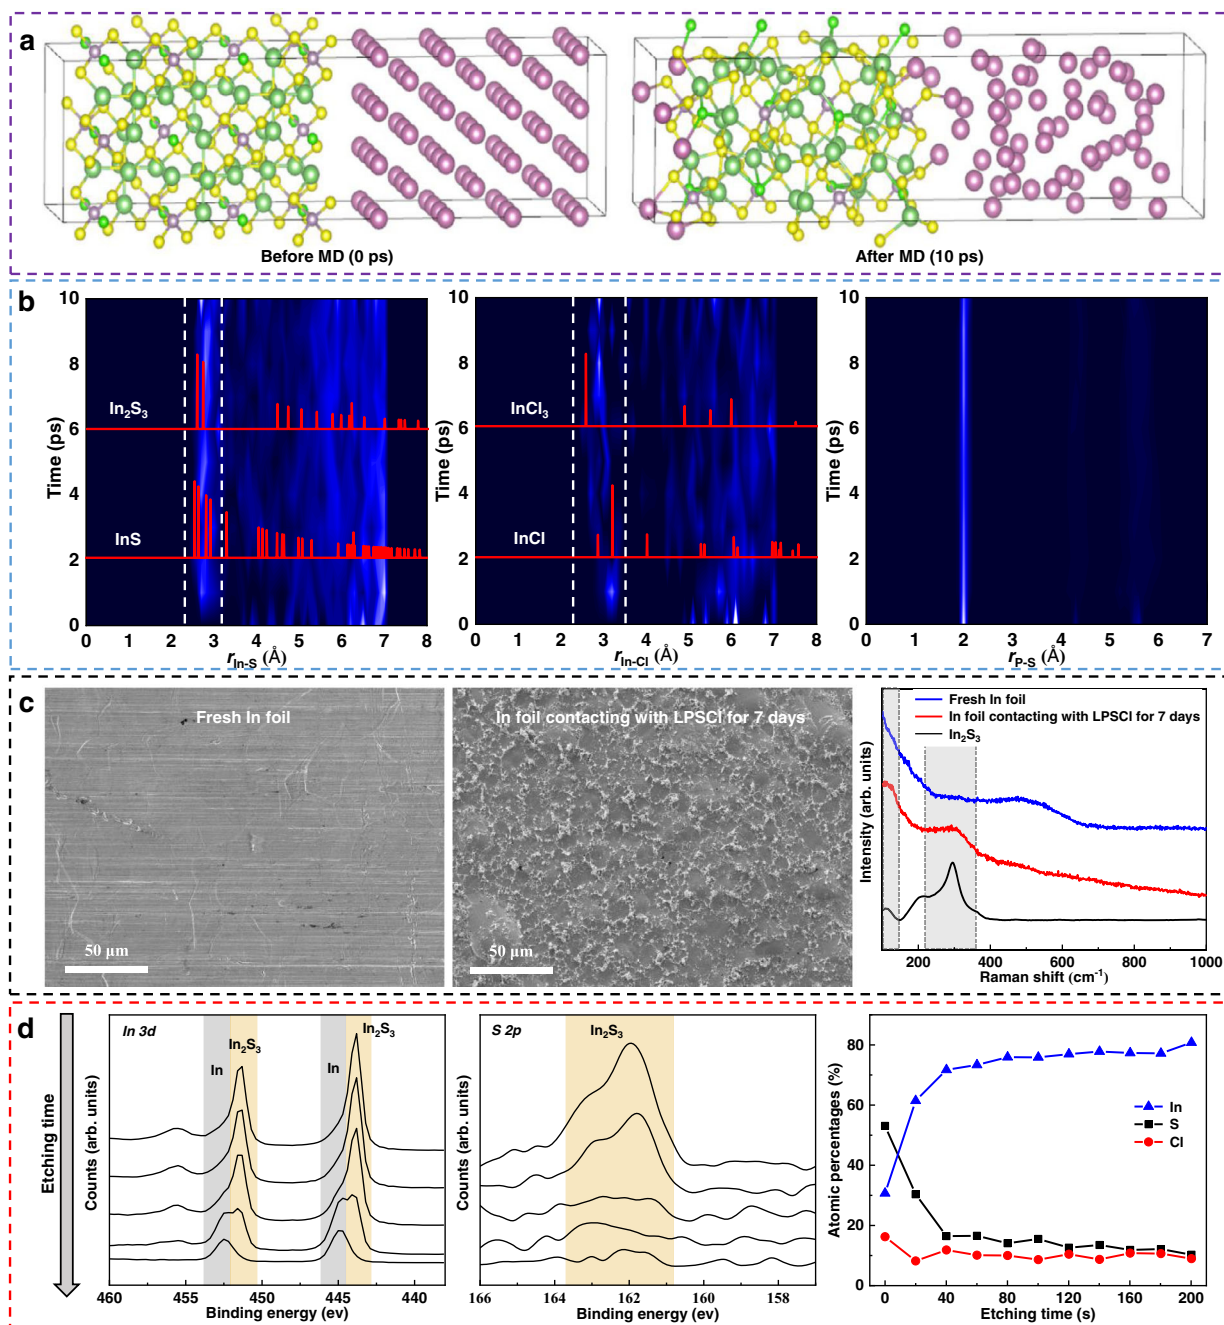 a
Before MD (0 ps)
After MD (10 ps)
b
10
8
6
4
2
0
Time (ps)
In₂S₃
InS
0 1 2 3 4 5 6 7 8
r In-S (Å)
10
8
6
4
2
0
Time (ps)
InCl₃
InCl
0 1 2 3 4 5 6 7 8
r In-Cl (Å)
10
8
6
4
2
0
Time (ps)
0 1 2 3 4 5 6 7
r P-S (Å)
c
Fresh In foil
50 μm
In foil contacting with LPSCl for 7 days
50 μm
Fresh In foil
In foil contacting with LPSCl for 7 days
In₂S₃
Intensity (arb. units)
200 400 600 800 1000
Raman shift (cm⁻¹)
d
Etching time
In 3d
In₂S₃
In
In₂S₃
In
Counts (arb. units)
460 455 450 445 440
Binding energy (ev)
S 2p
In₂S₃
Counts (arb. units)
166 164 162 160 158
Binding energy (ev)
80
60
40
20
0
Atomic percentages (%)
In
S
Cl
0 40 80 120 160 200
Etching time (s)